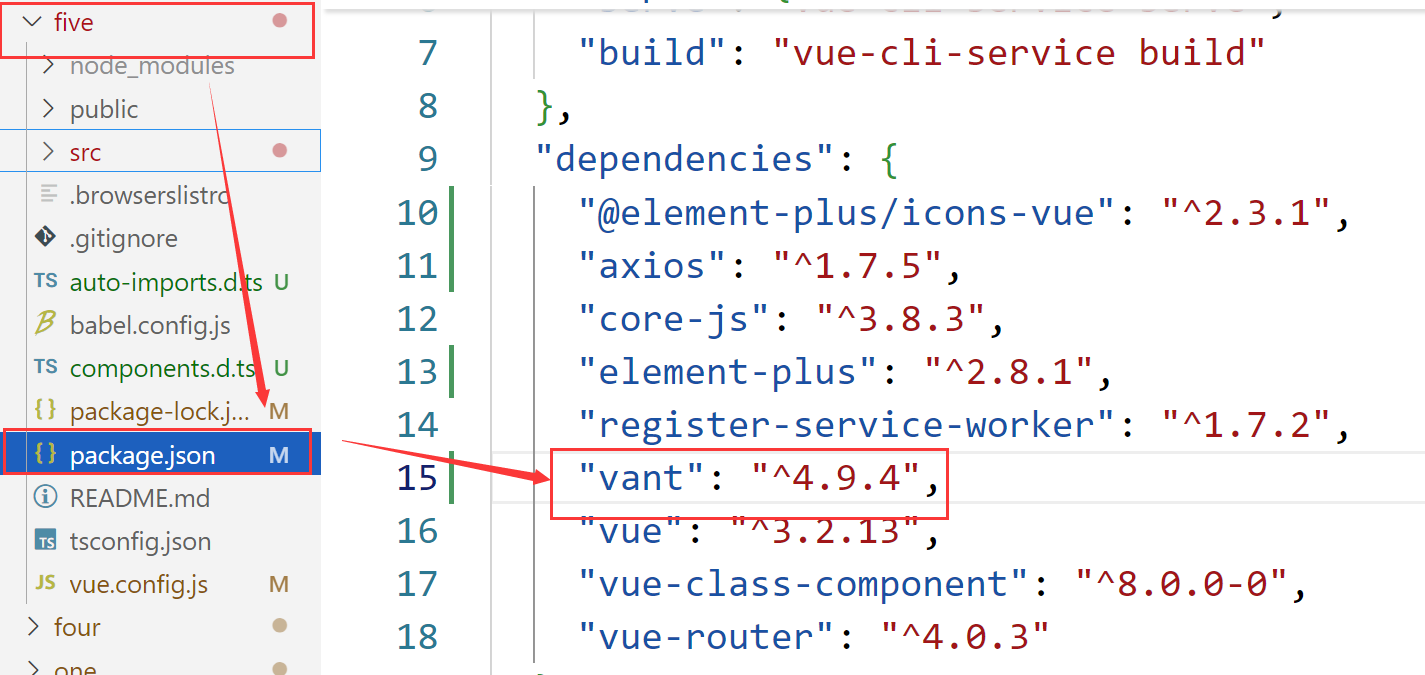 five
node_modules
public
src
.browserslistrc
.gitignore
TS auto-imports.d.ts U
babel.config.js
TS components.d.ts U
{} package-lock.j... M
{} package.json M
README.md
TS tsconfig.json
JS vue.config.js M
four
one
7 "build": "vue-cli-service build"
8 },
9 "dependencies": {
10 "@element-plus/icons-vue": "^2.3.1",
11 "axios": "^1.7.5",
12 "core-js": "^3.8.3",
13 "element-plus": "^2.8.1",
14 "register-service-worker": "^1.7.2",
15 "vant": "^4.9.4",
16 "vue": "^3.2.13",
17 "vue-class-component": "^8.0.0-0",
18 "vue-router": "^4.0.3"